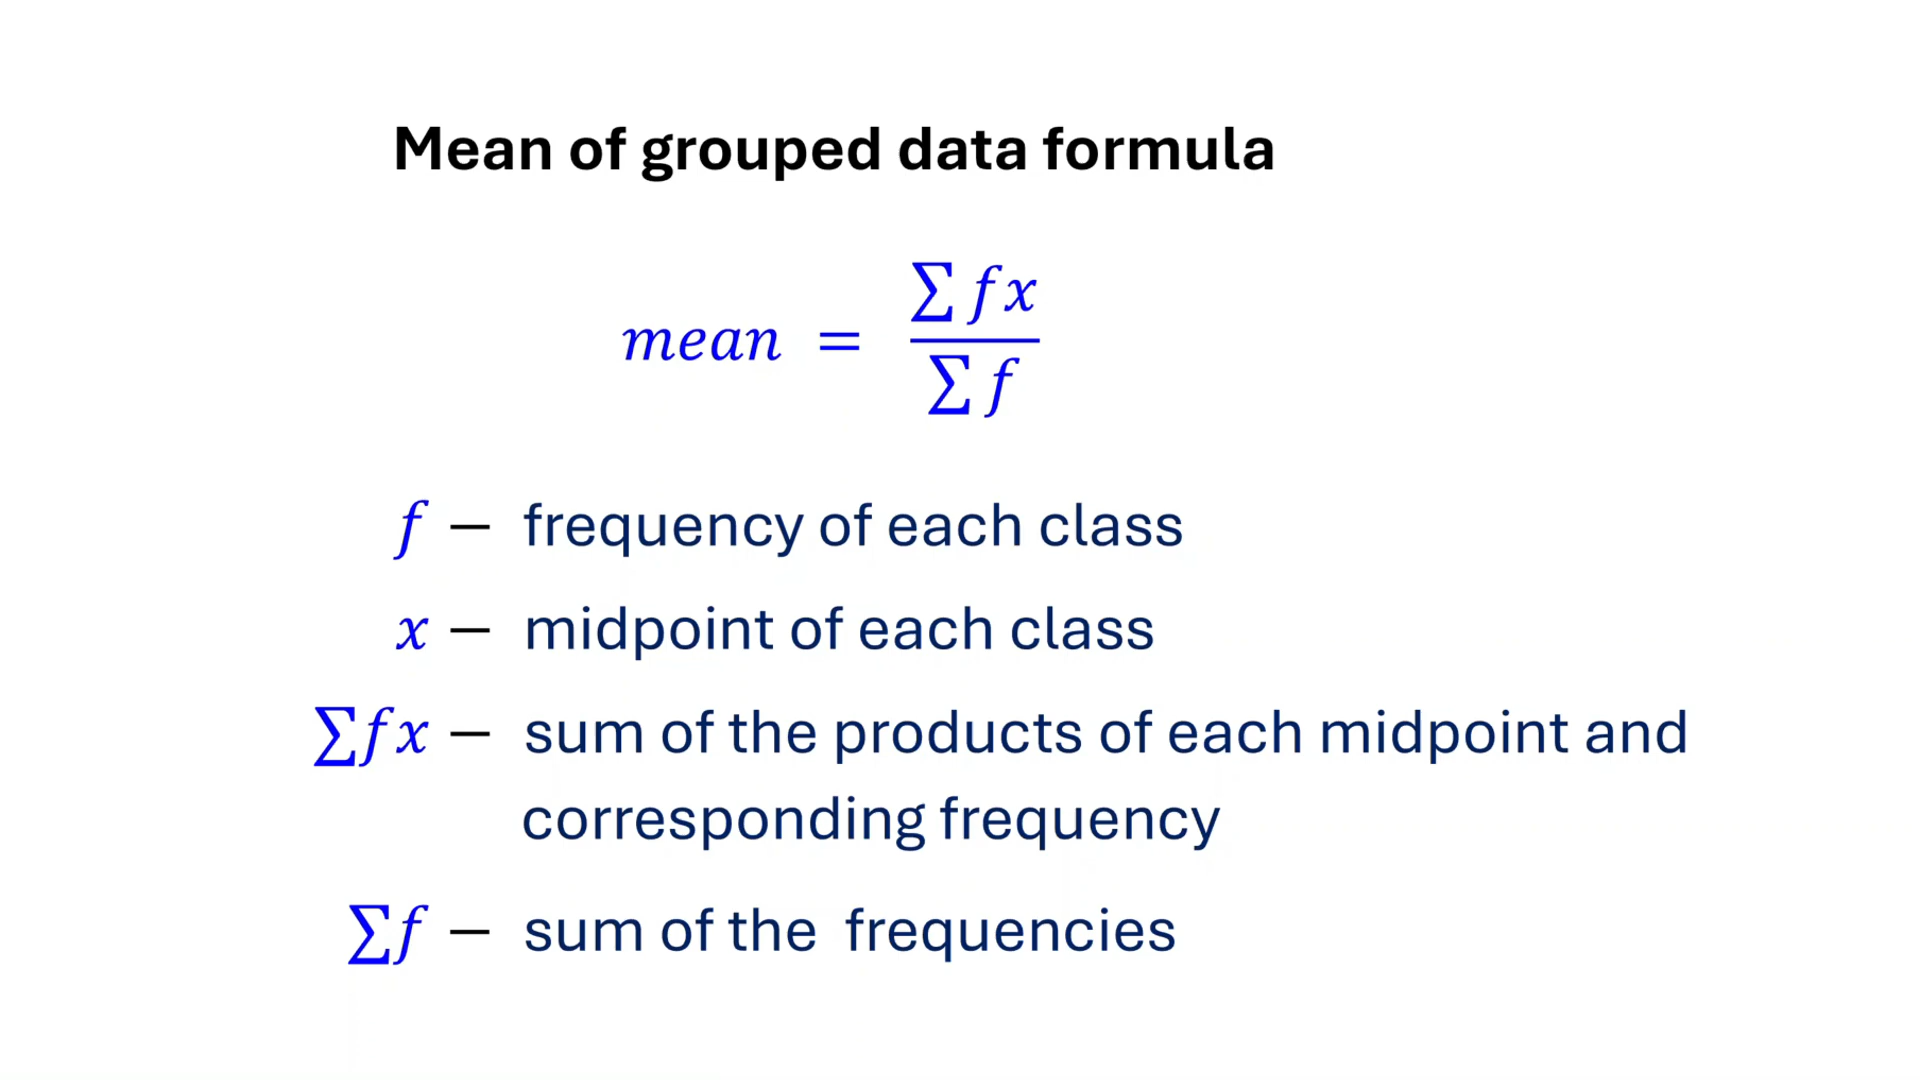 Mean of grouped data formula
mean = ∑ fx / ∑ f
f — frequency of each class
x — midpoint of each class
∑fx — sum of the products of each midpoint and
corresponding frequency
∑f — sum of the frequencies